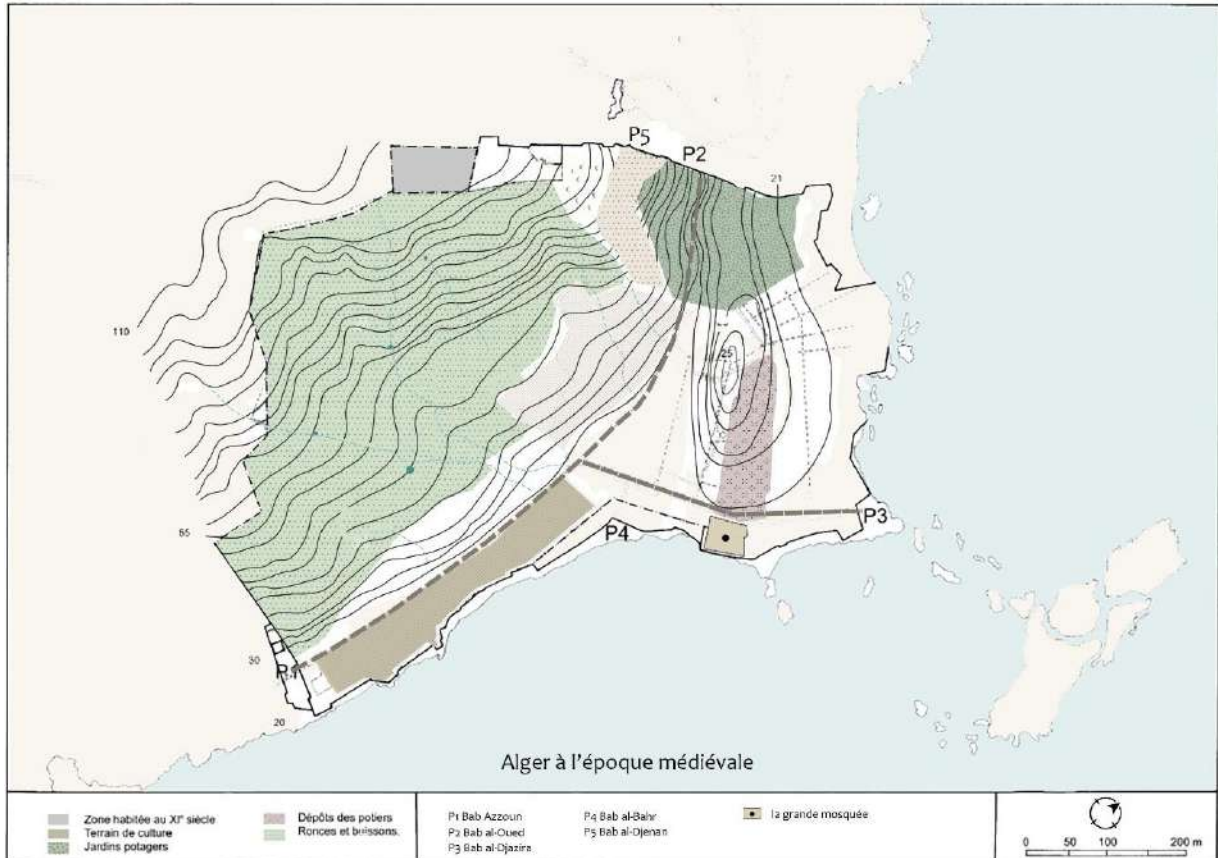 P5
P2
21
110
25
65
P3
P4
30
P1
20
Alger à l'époque médiévale
Zone habitée au XIe siècle
Terrain de culture
Jardins potagers
Dépôts des potiers
Ronces et buissons.
P1 Bab Azzoun
P2 Bab al-Oued
P3 Bab al-Djazira
P4 Bab al-Bahr
P5 Bab al-Djenan
la grande mosquée
0 50 100 200 m